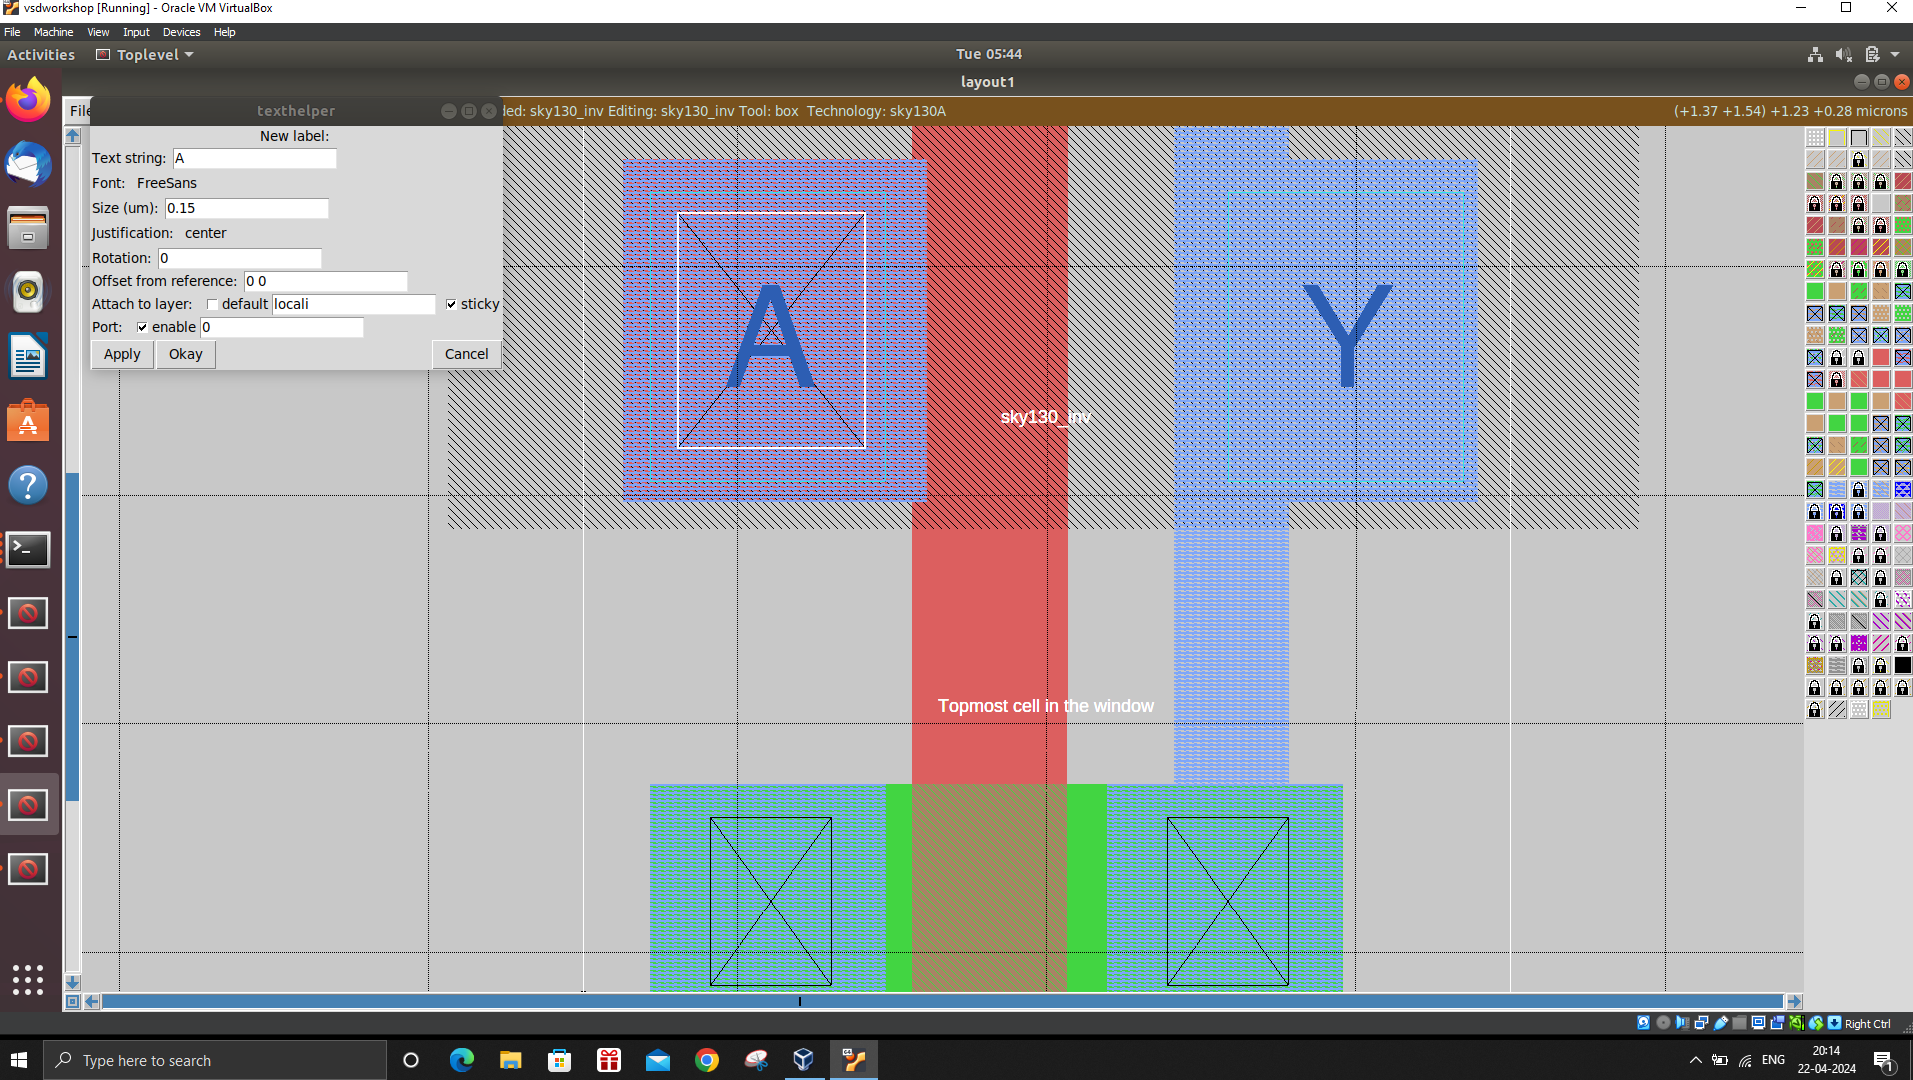 vsdworkshop [Running] - Oracle VM VirtualBox
File Machine View Input Devices Help
Activities Toplevel Tue 05:44
layout1
File
texthelper
ded: sky130_inv Editing: sky130_inv Tool: box Technology: sky130A (+1.37 +1.54) +1.23 +0.28 microns
New label:
Text string: A
Font: FreeSans
Size (um): 0.15
Justification: center
Rotation: 0
Offset from reference: 0 0
Attach to layer: default locali sticky
Port: enable 0
Apply Okay Cancel
A Y
sky130_inv
Topmost cell in the window
Right Ctrl
Type here to search
64
ENG
20:14
22-04-2024
1